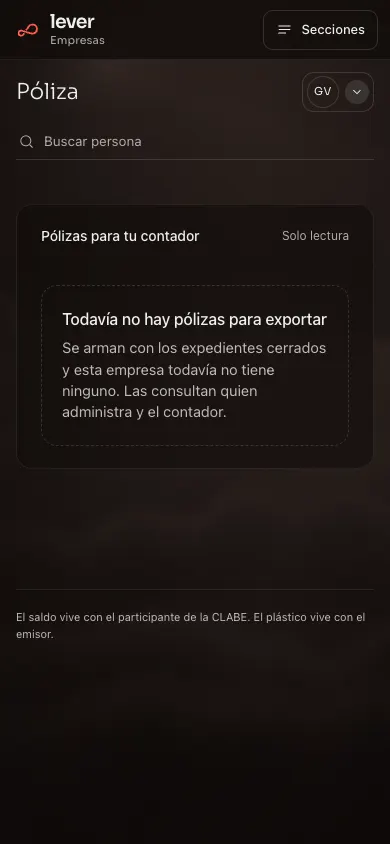 lever
Empresas
Secciones
Póliza
GV
Buscar persona
Pólizas para tu contador
Solo lectura
Todavía no hay pólizas para exportar
Se arman con los expedientes cerrados
y esta empresa todavía no tiene
ninguno. Las consultan quien
administra y el contador.
El saldo vive con el participante de la CLABE. El plástico vive con el
emisor.